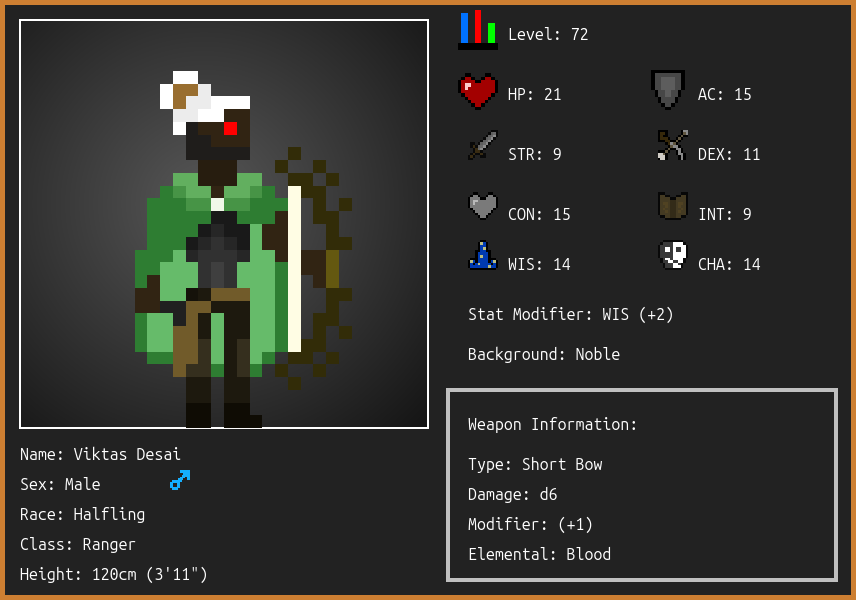 Level: 72
HP: 21
AC: 15
STR: 9
DEX: 11
CON: 15
INT: 9
WIS: 14
CHA: 14
Stat Modifier: WIS (+2)
Background: Noble
Weapon Information:
Type: Short Bow
Damage: d6
Modifier: (+1)
Elemental: Blood
Name: Viktas Desai
Sex: Male
Race: Halfling
Class: Ranger
Height: 120cm (3'11")